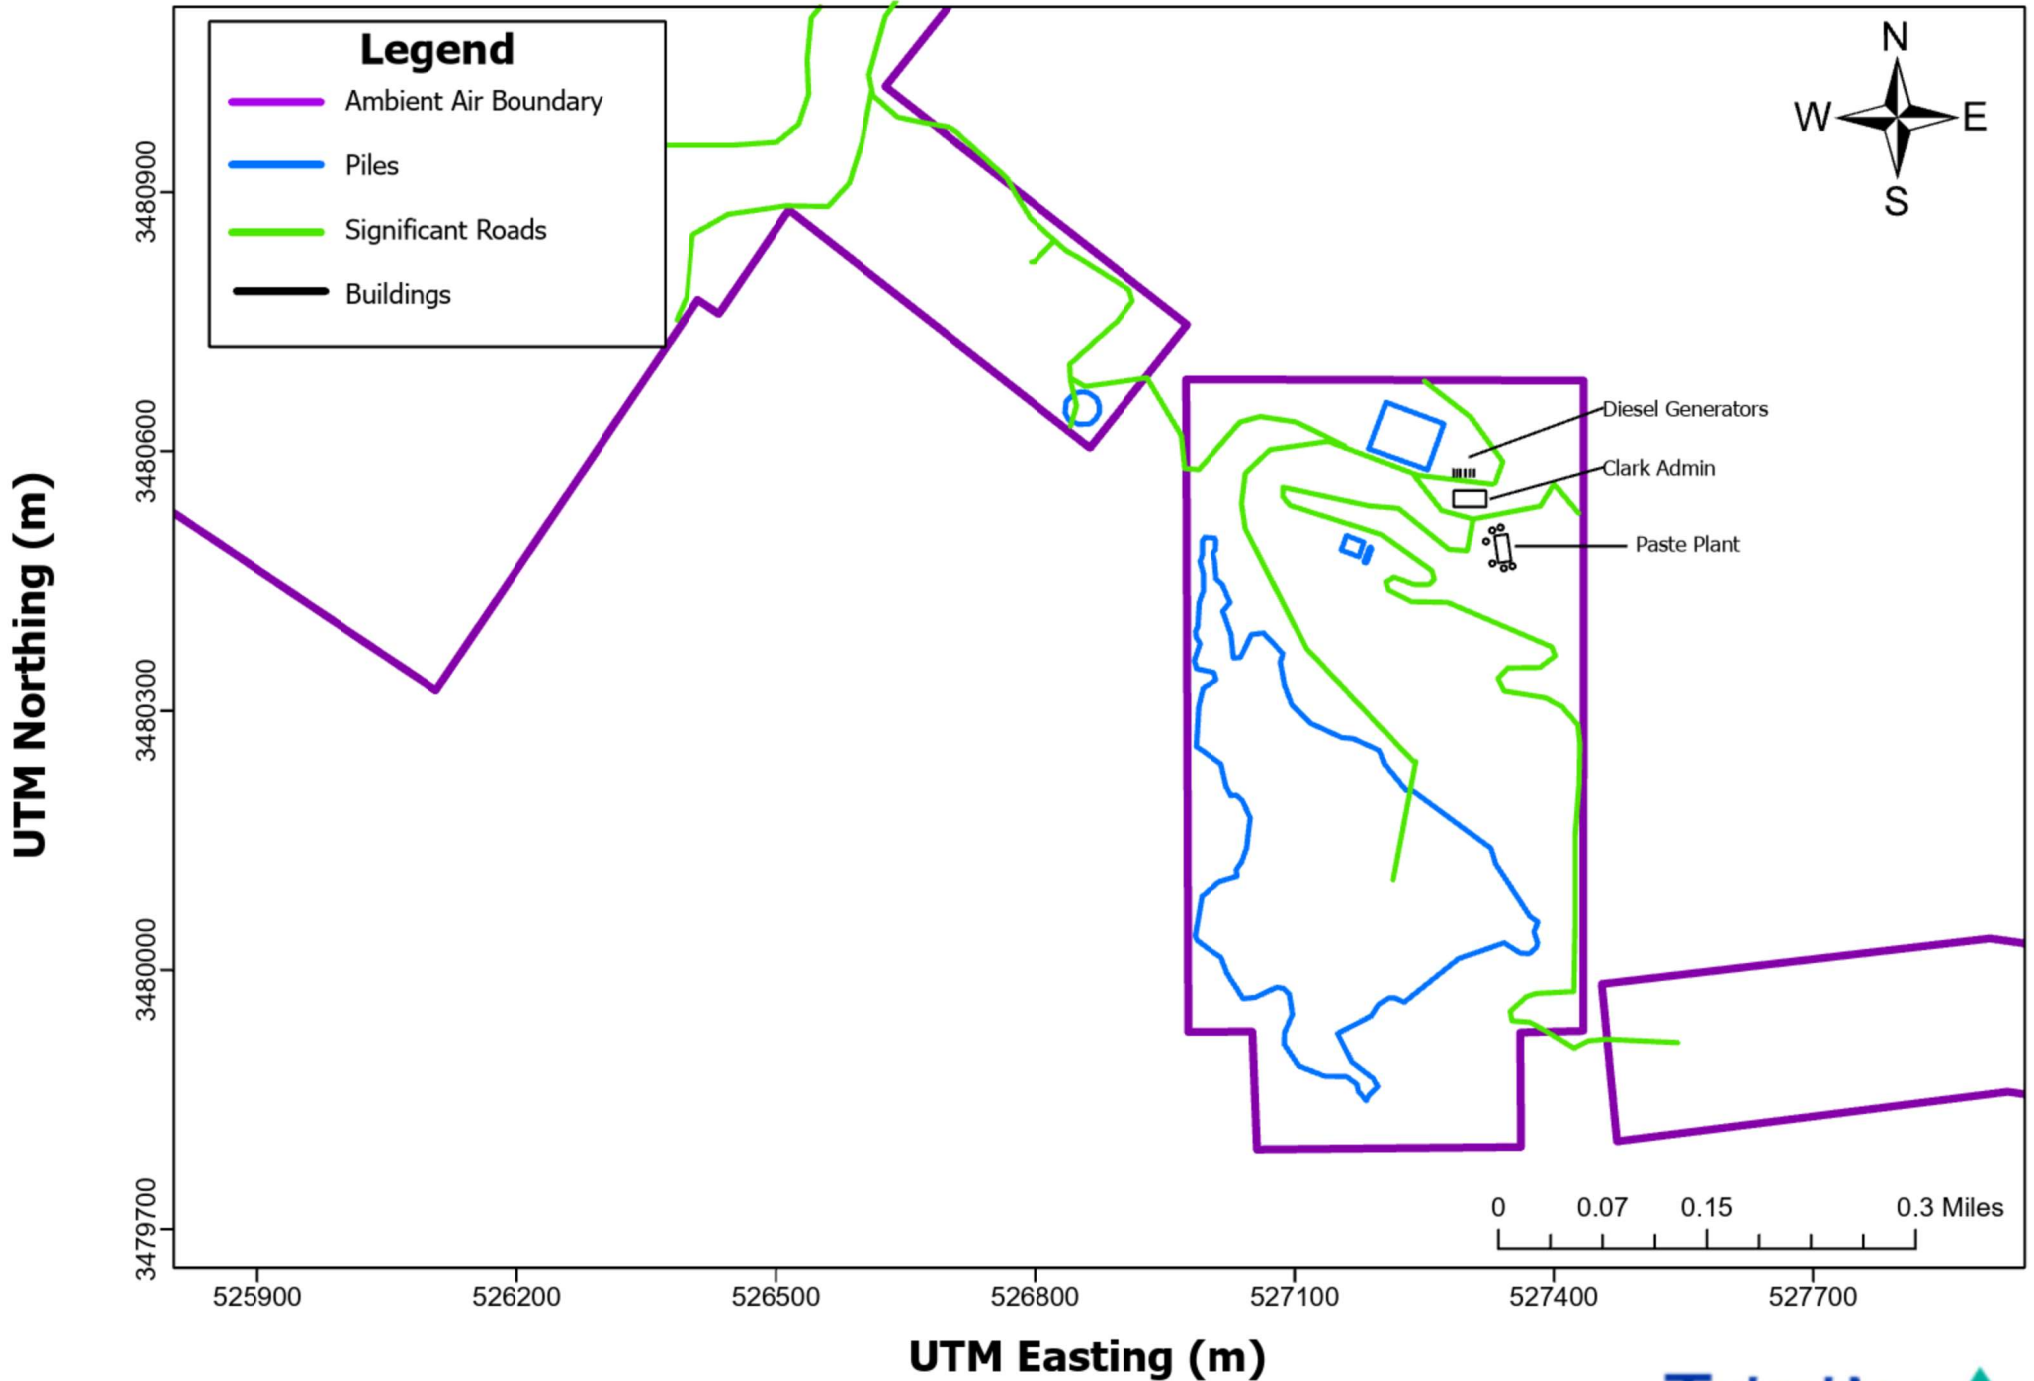 Legend
Ambient Air Boundary
Piles
Significant Roads
Buildings
N
W
E
S
Diesel Generators
Clark Admin
Paste Plant
UTM Northing (m)
3480900
3480600
3480300
3480000
3479700
0 0.07 0.15 0.3 Miles
525900 526200 526500 526800 527100 527400 527700
UTM Easting (m)